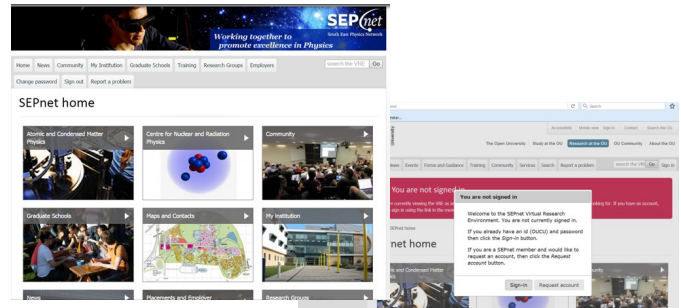 SEPnet
South East Physics Network
Working together to
promote excellence in Physics
Home News Community My Institution Graduate Schools Training Research Groups Employers
search the VRE Go
Change password Sign out Report a problem
SEPnet home
Atomic and Condensed Matter
Physics
Centre for Nuclear and Radiation
Physics
Community
Graduate Schools
Maps and Contacts
My Institution
News
Placements and Employer
Research Groups
Search
Accessibility Mobile view Sign in Contact Search the OU
The Open University Study at the OU Research at the OU OU Community About the OU
News Events Forms and Guidance Training Community Services Search Report a problem
search the VRE Go Sign in
You are not signed in
SEPnet home
net home
You are not signed in
Welcome to the SEPnet Virtual Research
Environment. You are not currently signed in.
If you already have an id (OUCU) and password
then click the Sign-in button.
If you are a SEPnet member and would like to
request an account, then click the Request
account button.
Sign-in Request account